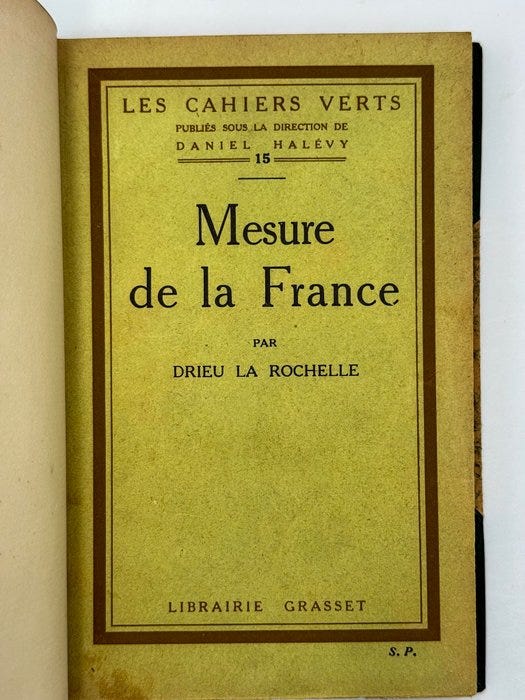 LES CAHIERS VERTS
PUBLIÉS SOUS LA DIRECTION DE
DANIEL HALÉVY
15
Mesure
de la France
PAR
DRIEU LA ROCHELLE
LIBRAIRIE GRASSET
S. P.